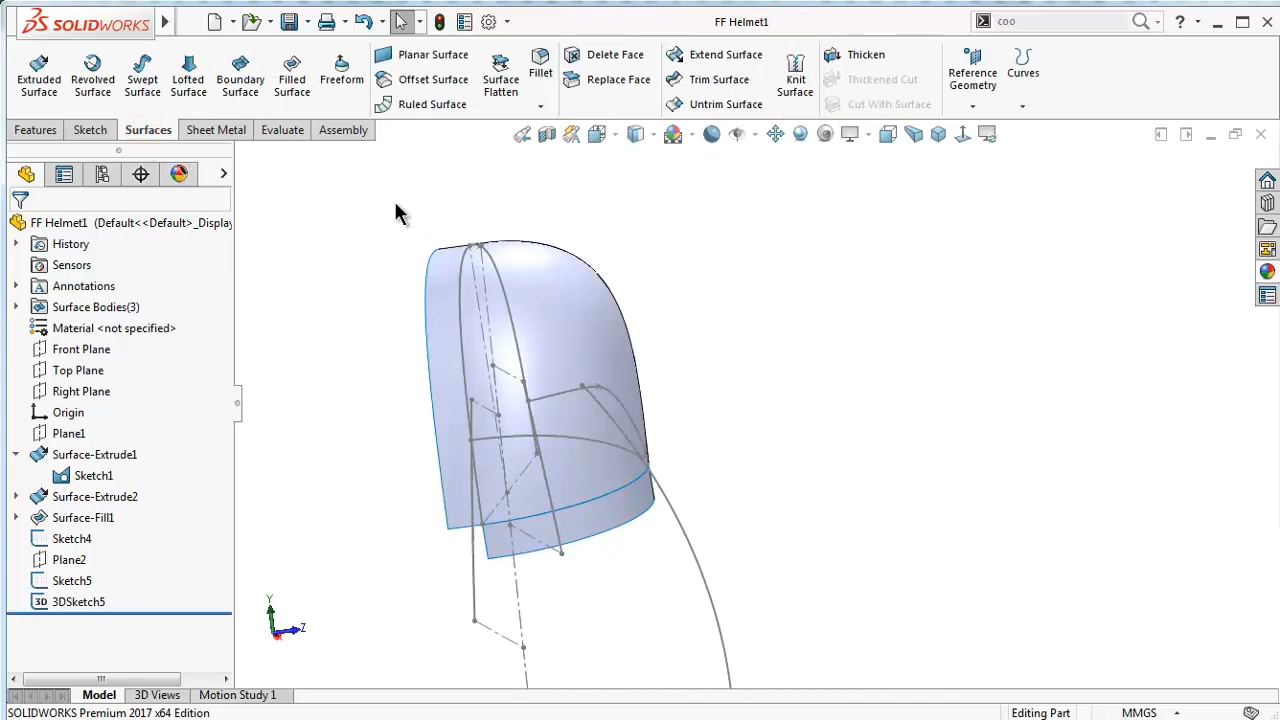 SOLIDWORKS
FF Helmet1
coo
Extruded Surface
Revolved Surface
Swept Surface
Lofted Surface
Boundary Surface
Filled Surface
Freeform
Planar Surface
Offset Surface
Ruled Surface
Surface Flatten
Fillet
Delete Face
Replace Face
Extend Surface
Trim Surface
Untrim Surface
Knit Surface
Thicken
Thickened Cut
Cut With Surface
Reference Geometry
Curves
Features
Sketch
Surfaces
Sheet Metal
Evaluate
Assembly
FF Helmet1 (Default<<Default>_Display
History
Sensors
Annotations
Surface Bodies(3)
Material <not specified>
Front Plane
Top Plane
Right Plane
Origin
Plane1
Surface-Extrude1
Sketch1
Surface-Extrude2
Surface-Fill1
Sketch4
Plane2
Sketch5
3D 3DSketch5
Y
Z
Model
3D Views
Motion Study 1
SOLIDWORKS Premium 2017 x64 Edition
Editing Part
MMGS